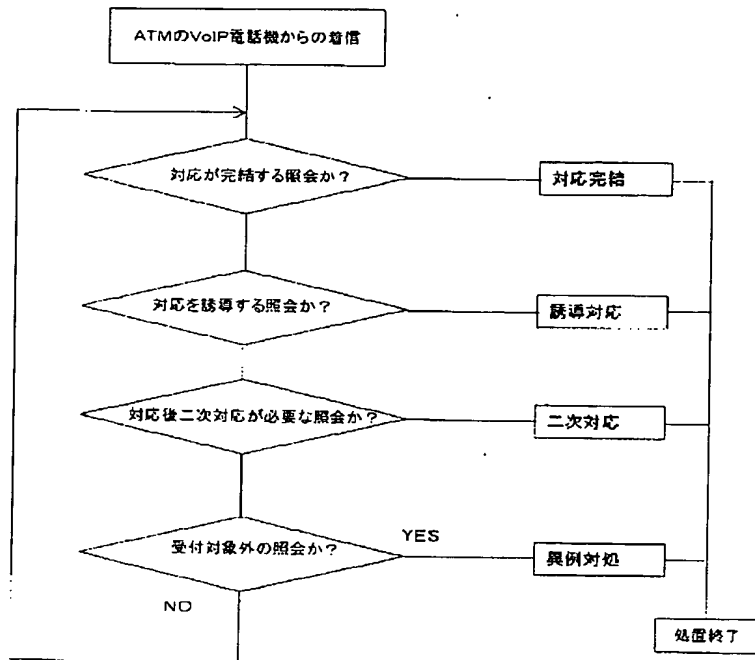 ATMのVoIP電話機からの着信
対応が完結する照会か？
対応完結
対応を誘導する照会か？
誘導対応
対応後二次対応が必要な照会か？
二次対応
受付対象外の照会か？
YES
異例対処
NO
処置終了